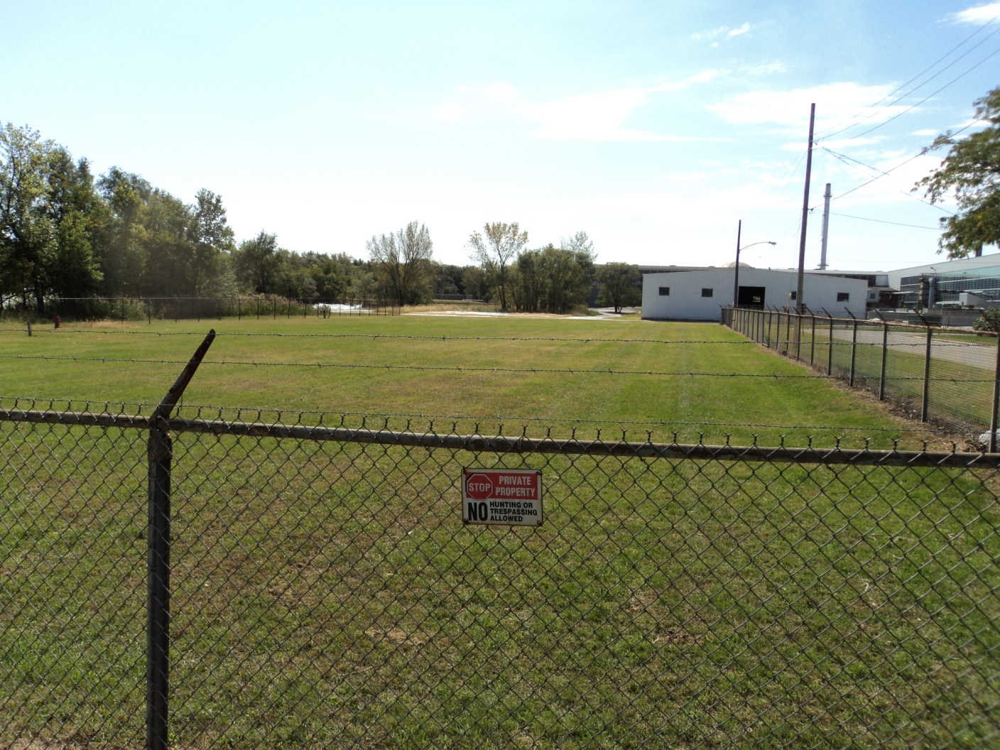 STOP
PRIVATE
PROPERTY
NO
HUNTING OR
TRESPASSING
ALLOWED